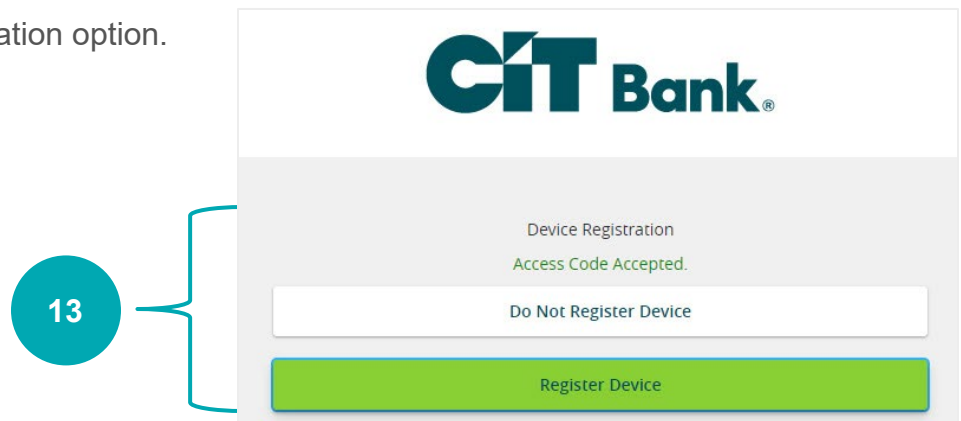 ation option.
CIT Bank®
Device Registration
Access Code Accepted.
13
Do Not Register Device
Register Device